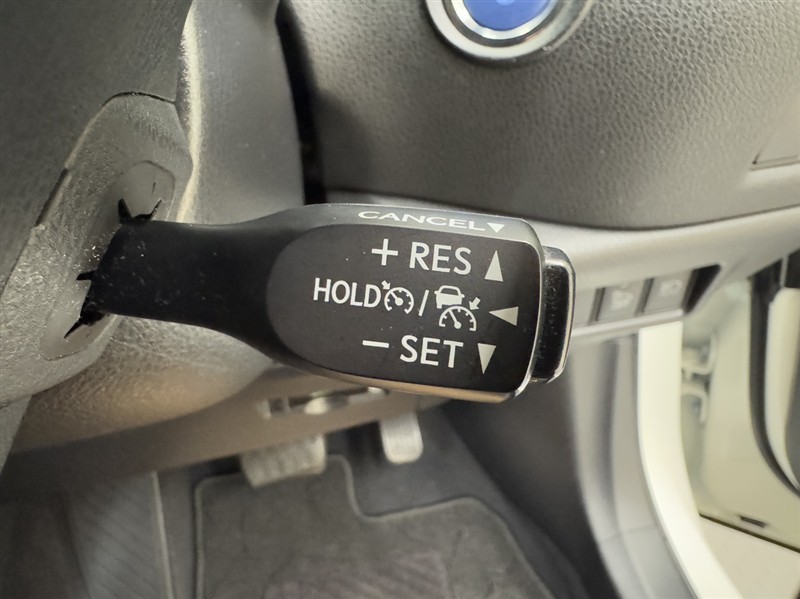 CANCEL▼
+ RES ▲
HOLD / ◀
− SET ▼